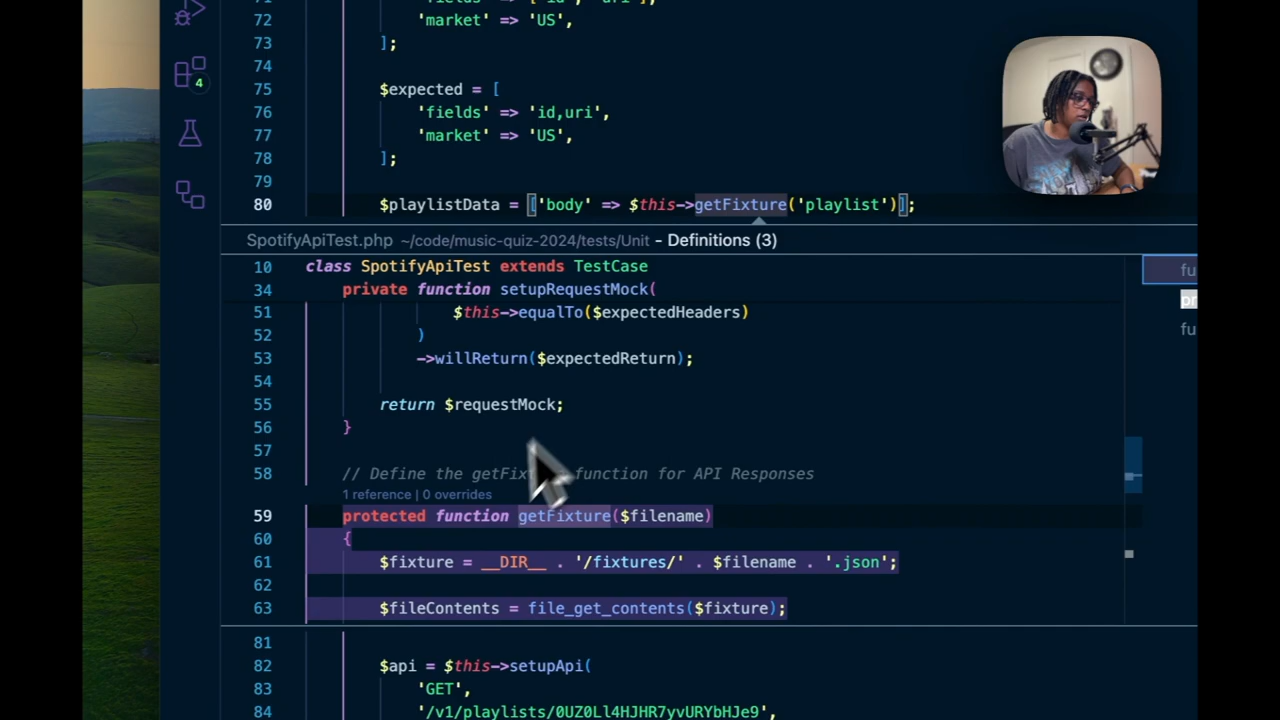 71
72 'market' => 'US',
73 ];
74
75 $expected = [
76 'fields' => 'id,uri',
77 'market' => 'US',
78 ];
79
80 $playlistData = ['body' => $this->getFixture('playlist')];
SpotifyApiTest.php ~/code/music-quiz-2024/tests/Unit - Definitions (3)
10 class SpotifyApiTest extends TestCase
34 private function setupRequestMock(
51 $this->equalTo($expectedHeaders)
52 )
53 ->willReturn($expectedReturn);
54
55 return $requestMock;
56 }
57
58 // Define the getFix function for API Responses
1 reference | 0 overrides
59 protected function getFixture($filename)
60 {
61 $fixture = __DIR__ . '/fixtures/' . $filename . '.json';
62
63 $fileContents = file_get_contents($fixture);
81
82 $api = $this->setupApi(
83 'GET',
84 '/v1/playlists/0UZ0Ll4HJHR7yvURYbHJe9',
4
fu
pr
fu